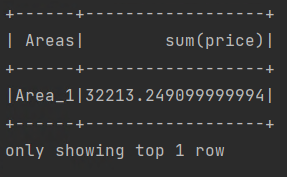 +------+------------------+
| Areas|        sum(price)|
+------+------------------+
|Area_1|32213.249099999994|
+------+------------------+
only showing top 1 row